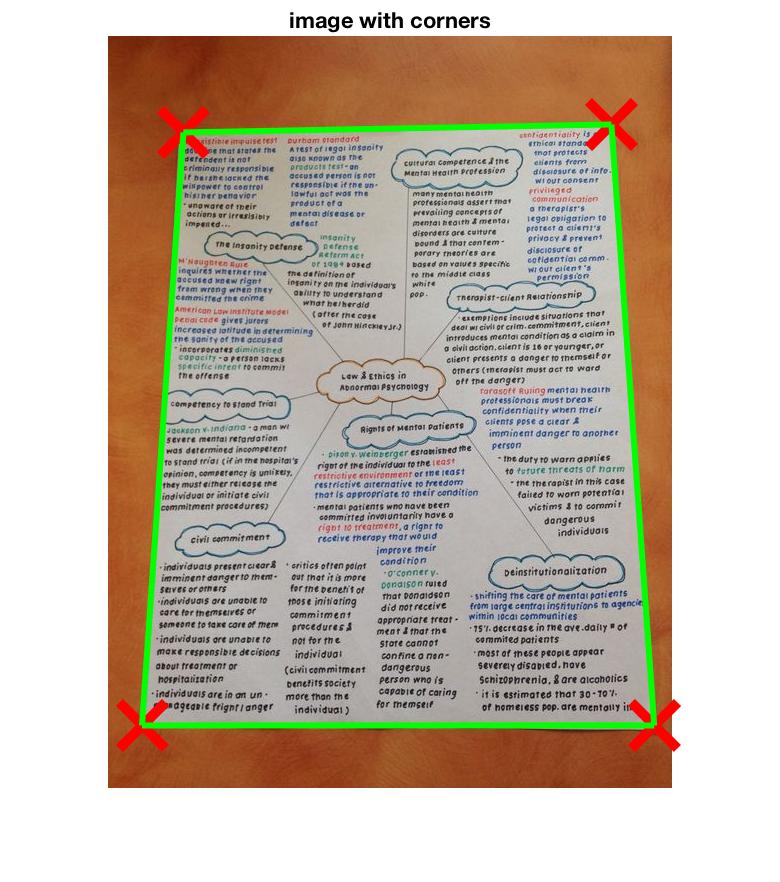 image with corners
impulse test
that states the
defendent is not
criminally responsible
if he she lacked the
willpower to control
his her behavior
- unaware of their
actions or irresisibly
impelled...
Durham Standard
A test of legal insanity
also known as the
products test - an
accused person is not
responsible if the un-
lawful act was the
product of a
mental disease or
defect
Cultural Competence & the
Mental Health Profession
many mental health
professionals assert that
prevailing concepts of
mental health & mental
disorders are culture
bound & that contem-
porary theories are
based on values specific
to the middle class
white
pop.
confidentiality is
ethical
that protects
clients from
disclosure of info.
w/out consent
privileged
communication
a therapist's
legal obligation to
protect a client's
privacy & prevent
disclosure of
cofidential comm.
w/out client's
permission
The Insanity Defense
Insanity
Defense
Reform Act
of 1984 based
the definition of
insanity on the individual's
ability to understand
what he/her did
(after the case
of John Hinckley Jr.)
M'Naughten Rule
inquires whether the
accused knew right
from wrong when they
committed the crime
American Law Institute Model
penal code gives jurors
increased latitude in determining
the sanity of the accused
- incorporates diminished
capacity - a person lacks
specific intent to commit
the offense
Therapist-Client Relationship
- exemptions include situations that
deal w/ civil or crim. commitment, client
introduces mental condition as a claim in
a civil action, client is 16 or younger, or
client presents a danger to themself or
others (therapist must act to ward
off the danger)
Tarasoff Ruling mental health
professionals must break
confidentiality when their
clients pose a clear &
imminent danger to another
person
- the duty to warn applies
to future threats of harm
- the therapist in this case
failed to warn potential
victims & to commit
dangerous
individuals
Law & Ethics in
Abnormal Psychology
Competency to Stand Trial
Jackson v. Indiana - a man w/
severe mental retardation
was determined incompetent
to stand trial (if in the hospital's
opinion, competency is unlikely,
they must either release the
individual or initiate civil
commitment procedures)
Rights of Mental Patients
- Dixon v. Weinberger established the
right of the individual to the least
restrictive environment or the least
restrictive alternative to freedom
that is appropriate to their condition
- mental patients who have been
committed involuntarily have a
right to treatment, a right to
receive therapy that would
improve their
condition
- O'Conner v.
Donaldson ruled
that Donaldson
did not receive
appropriate treat-
ment & that the
state cannot
confine a non-
dangerous
person who is
capable of caring
for themself
Civil Commitment
- individuals present clear &
imminent danger to them-
selves or others
- individuals are unable to
care for themselves or
someone to take care of them
- individuals are unable to
make responsible decisions
about treatment or
hospitalization
- individuals are in an un-
manageable fright/anger
- critics often point
out that it is more
for the benefit of
those initiating
commitment
procedures &
not for the
individual
(civil commitment
benefits society
more than the
individual)
Deinstitutionalization
- shifting the care of mental patients
from large central institutions to agencies
within local communities
- 75% decrease in the ave. daily # of
commited patients
- most of these people appear
severely disabled, have
Schizophrenia, & are alcoholics
- it is estimated that 30-70%
of homeless pop. are mentally